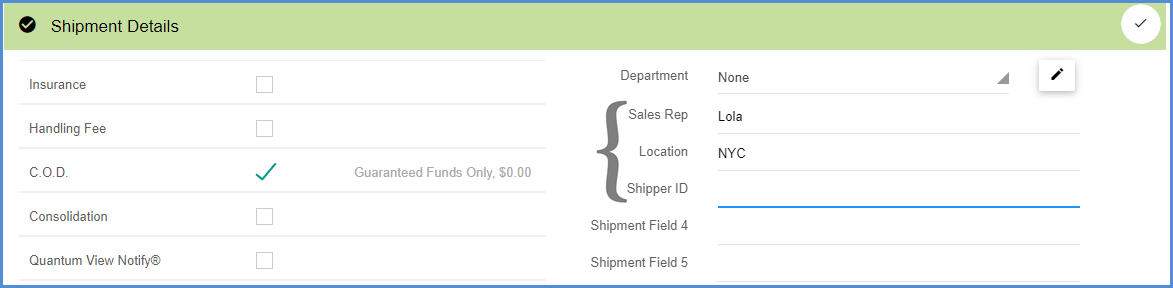 Shipment Details
Insurance
Handling Fee
C.O.D. Guaranteed Funds Only, $0.00
Consolidation
Quantum View Notify®
Department None
Sales Rep Lola
Location NYC
Shipper ID
Shipment Field 4
Shipment Field 5